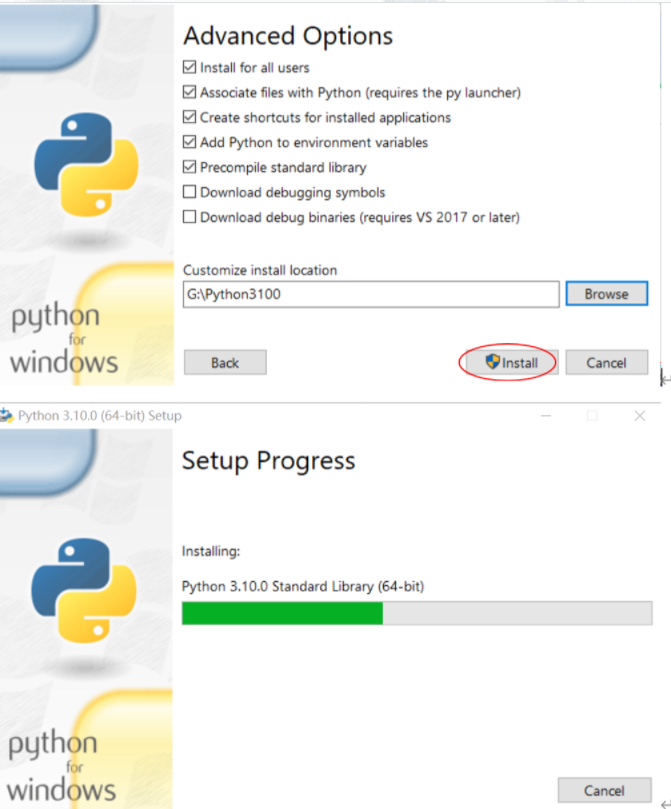 Advanced Options
Install for all users
Associate files with Python (requires the py launcher)
Create shortcuts for installed applications
Add Python to environment variables
Precompile standard library
Download debugging symbols
Download debug binaries (requires VS 2017 or later)
Customize install location
G:\Python3100
Browse
python
for
windows
Back
Install
Cancel
Python 3.10.0 (64-bit) Setup
Setup Progress
Installing:
Python 3.10.0 Standard Library (64-bit)
python
for
windows
Cancel